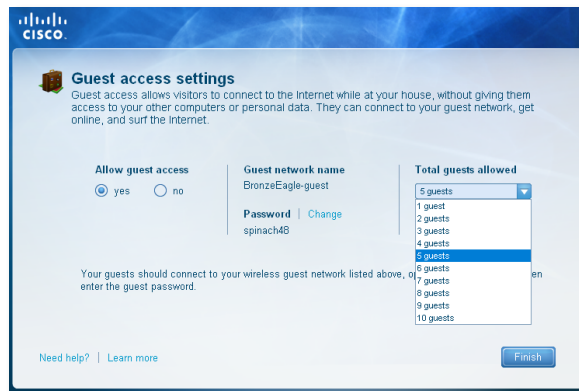 CISCO.
Guest access settings
Guest access allows visitors to connect to the Internet while at your house, without giving them
access to your other computers or personal data. They can connect to your guest network, get
online, and surf the Internet.
Allow guest access
yes no
Guest network name
BronzeEagle-guest
Password | Change
spinach48
Total guests allowed
5 guests
1 guest
2 guests
3 guests
4 guests
5 guests
6 guests
7 guests
8 guests
9 guests
10 guests
Your guests should connect to your wireless guest network listed above,
enter the guest password.
Need help? | Learn more
Finish